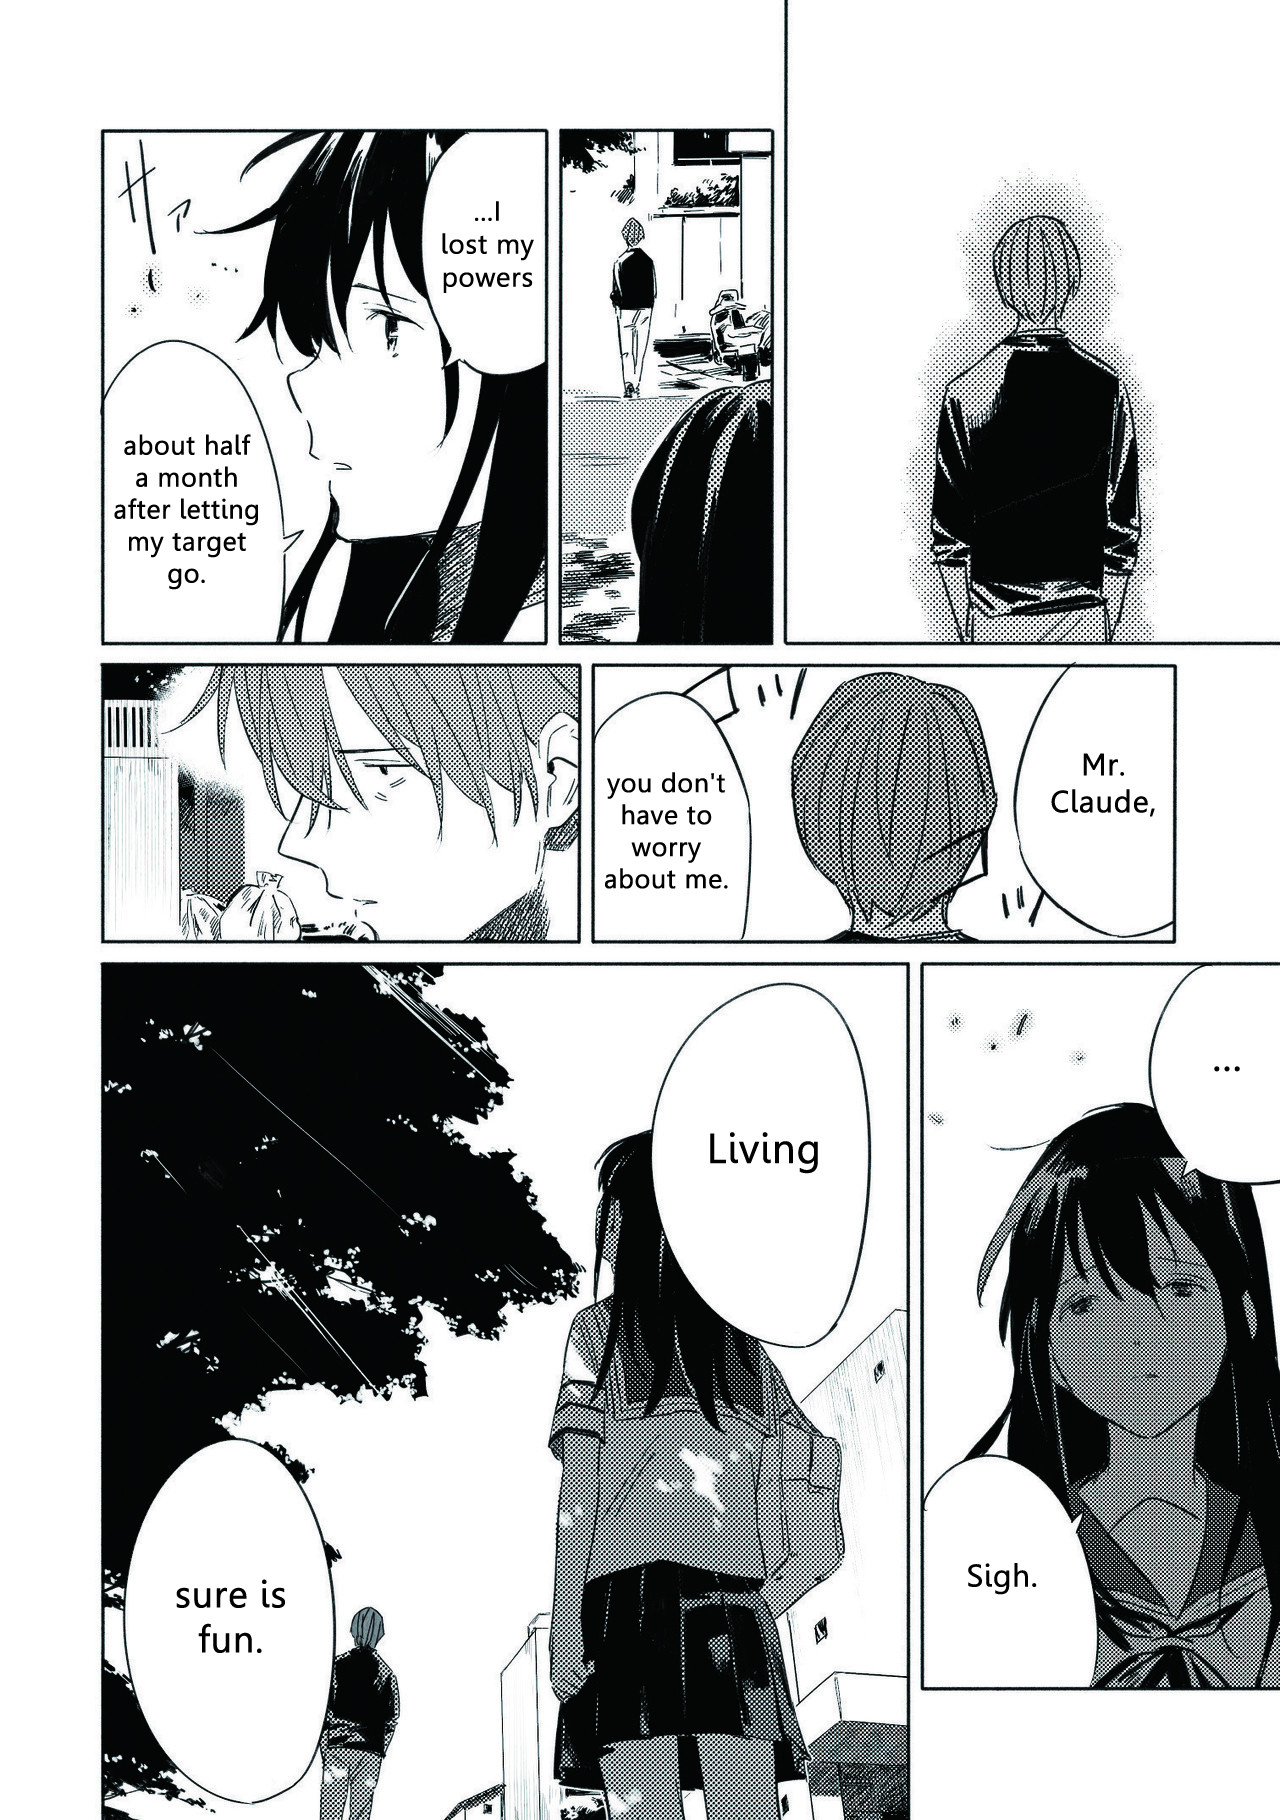 ...I
lost my
powers
サァ
about half
a month
after letting
my target
go.
Mr.
Claude,
you don't
have to
worry
about me.
...
Sigh.
Living
sure is
fun.